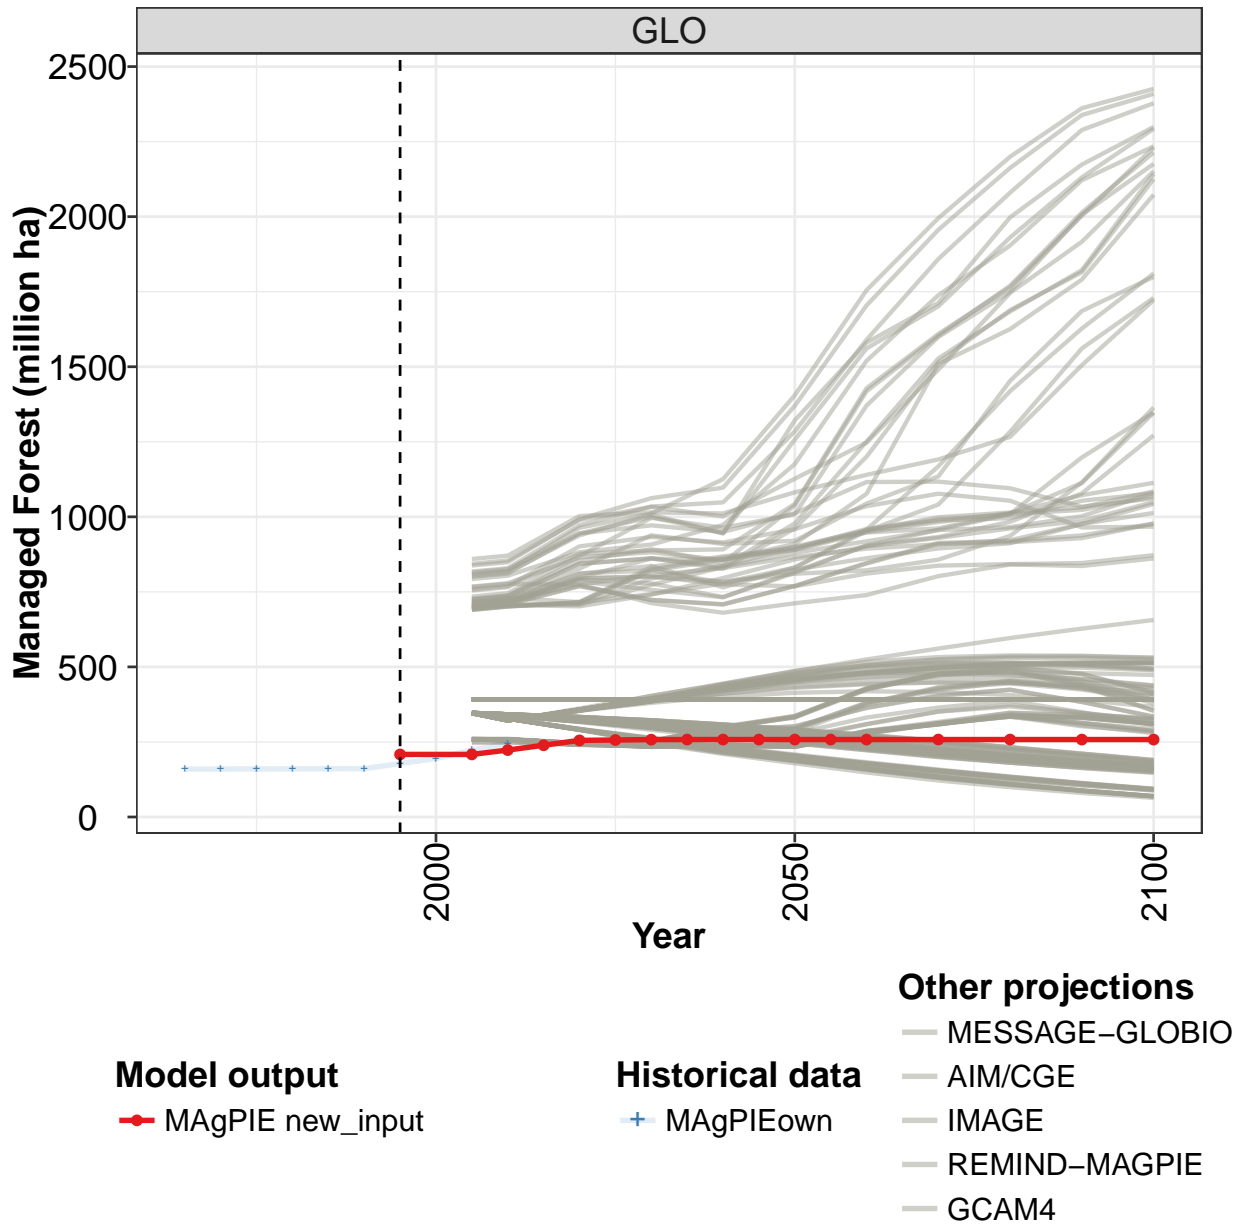 GLO
Managed Forest (million ha)
2500
2000
1500
1000
500
0
2000
2050
2100
Year
Model output
MAgPIE new_input
Historical data
MAgPIEown
Other projections
MESSAGE−GLOBIO
AIM/CGE
IMAGE
REMIND−MAGPIE
GCAM4